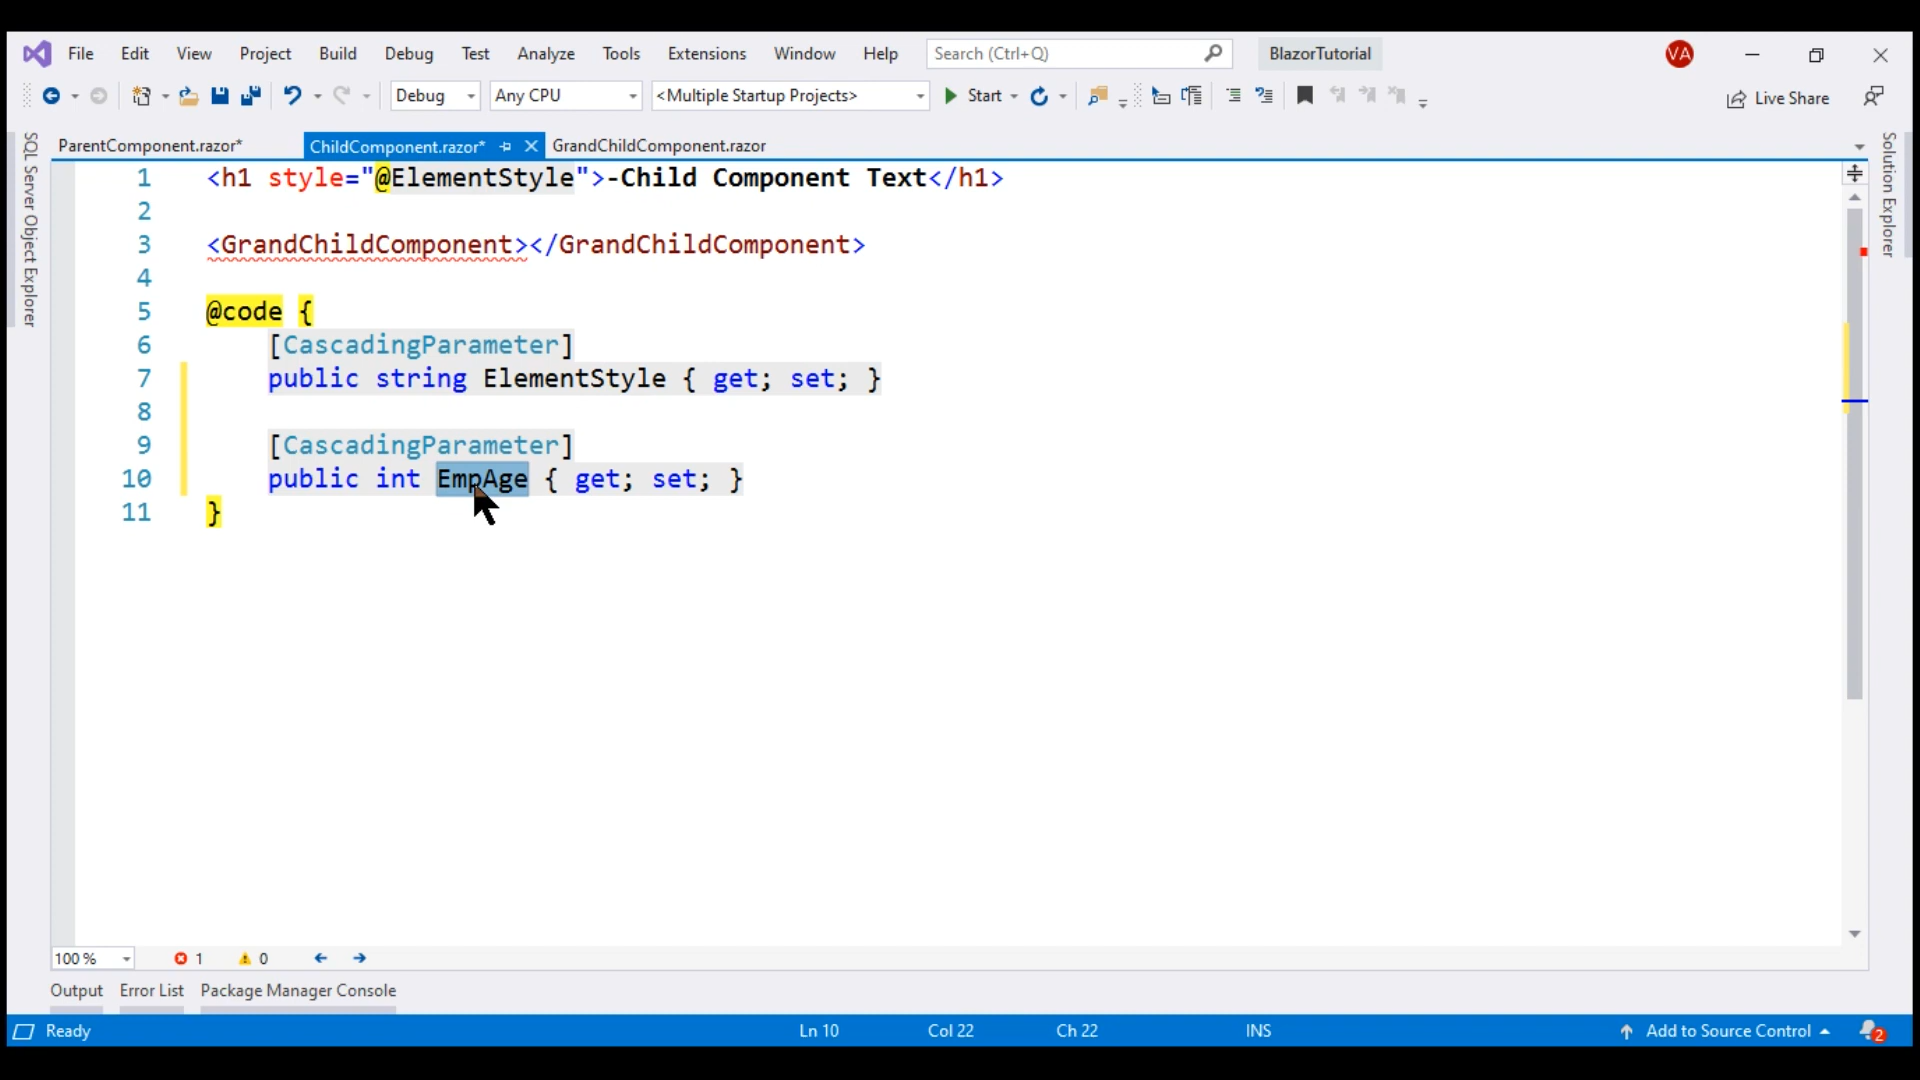 File Edit View Project Build Debug Test Analyze Tools Extensions Window Help Search (Ctrl+Q) BlazorTutorial VA
Debug Any CPU <Multiple Startup Projects> Start Live Share
ParentComponent.razor* ChildComponent.razor* GrandChildComponent.razor
SQL Server Object Explorer
Solution Explorer
1 <h1 style="@ElementStyle">-Child Component Text</h1>
2
3 <GrandChildComponent></GrandChildComponent>
4
5 @code {
6 [CascadingParameter]
7 public string ElementStyle { get; set; }
8
9 [CascadingParameter]
10 public int EmpAge { get; set; }
11 }
100 % 1 0
Output Error List Package Manager Console
Ready Ln 10 Col 22 Ch 22 INS Add to Source Control 2